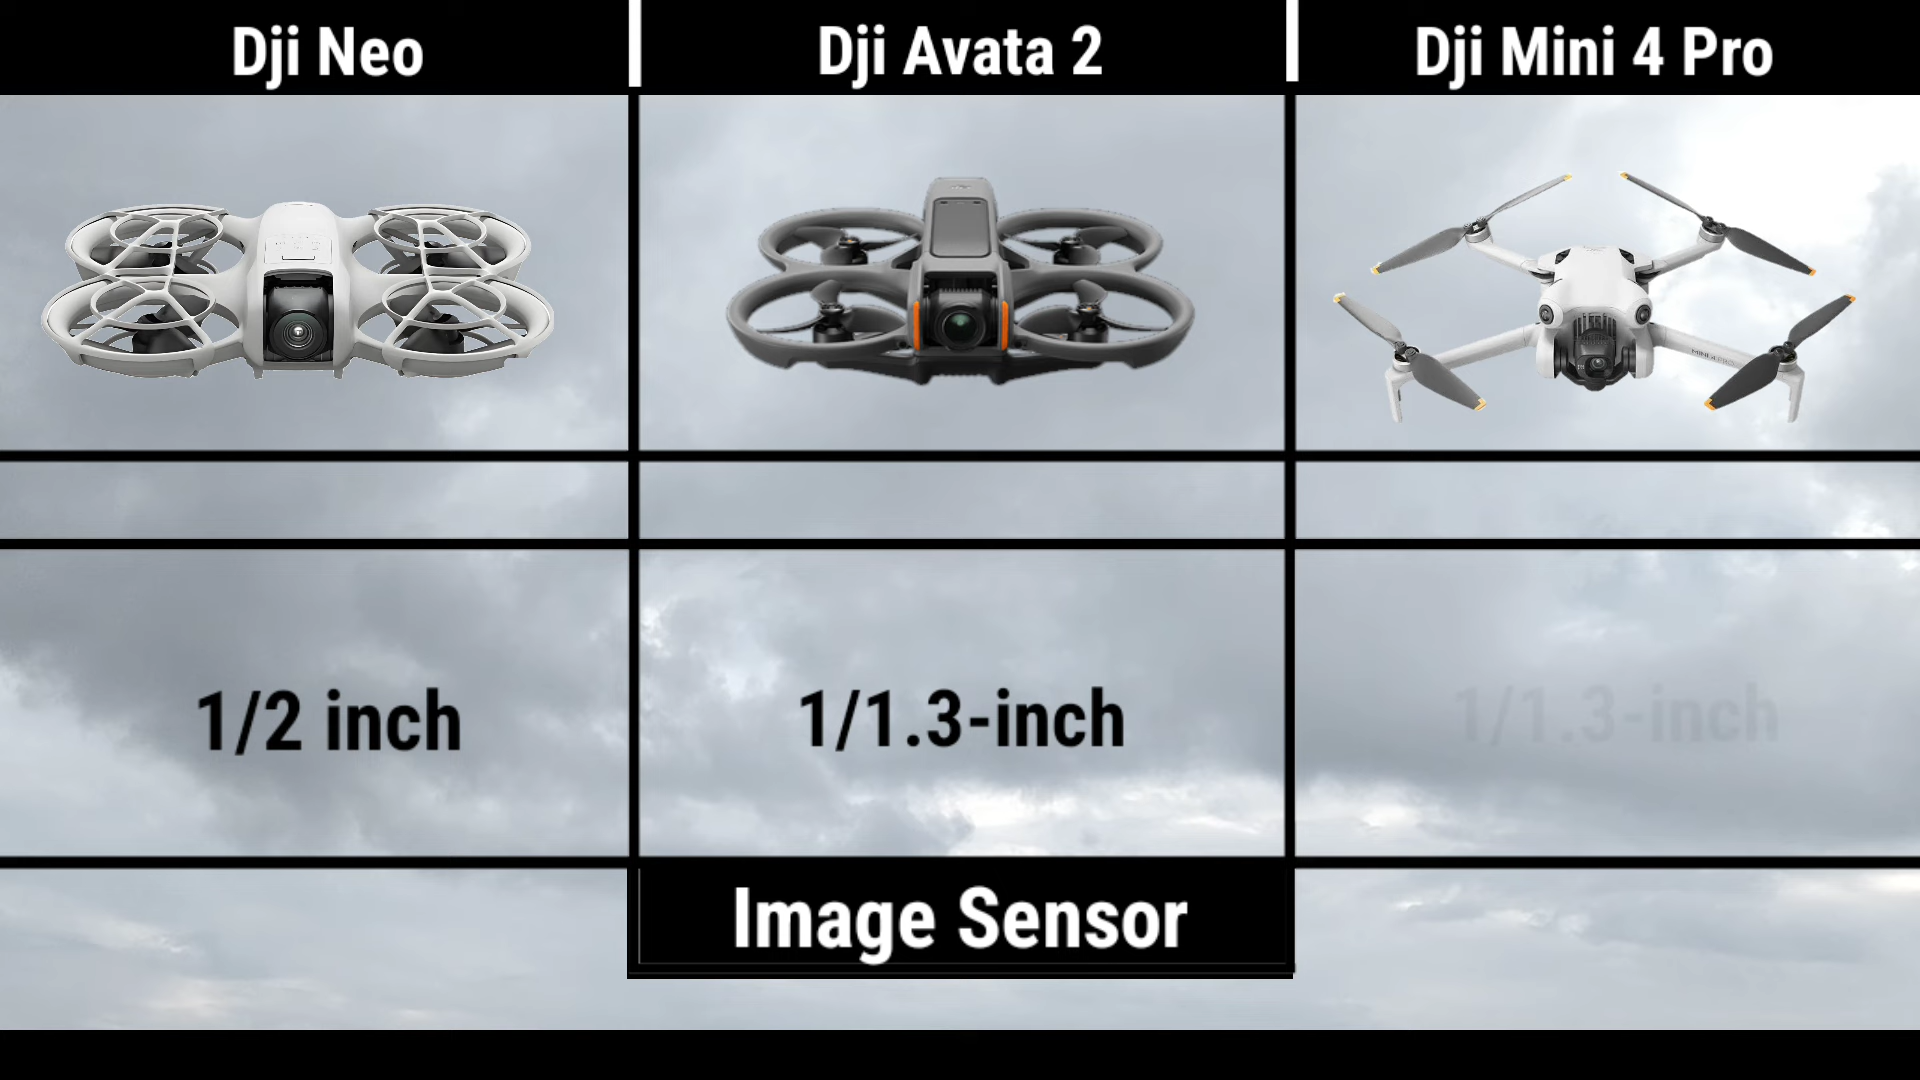 Dji Neo
Dji Avata 2
Dji Mini 4 Pro
1/2 inch
1/1.3-inch
1/1.3-inch
Image Sensor